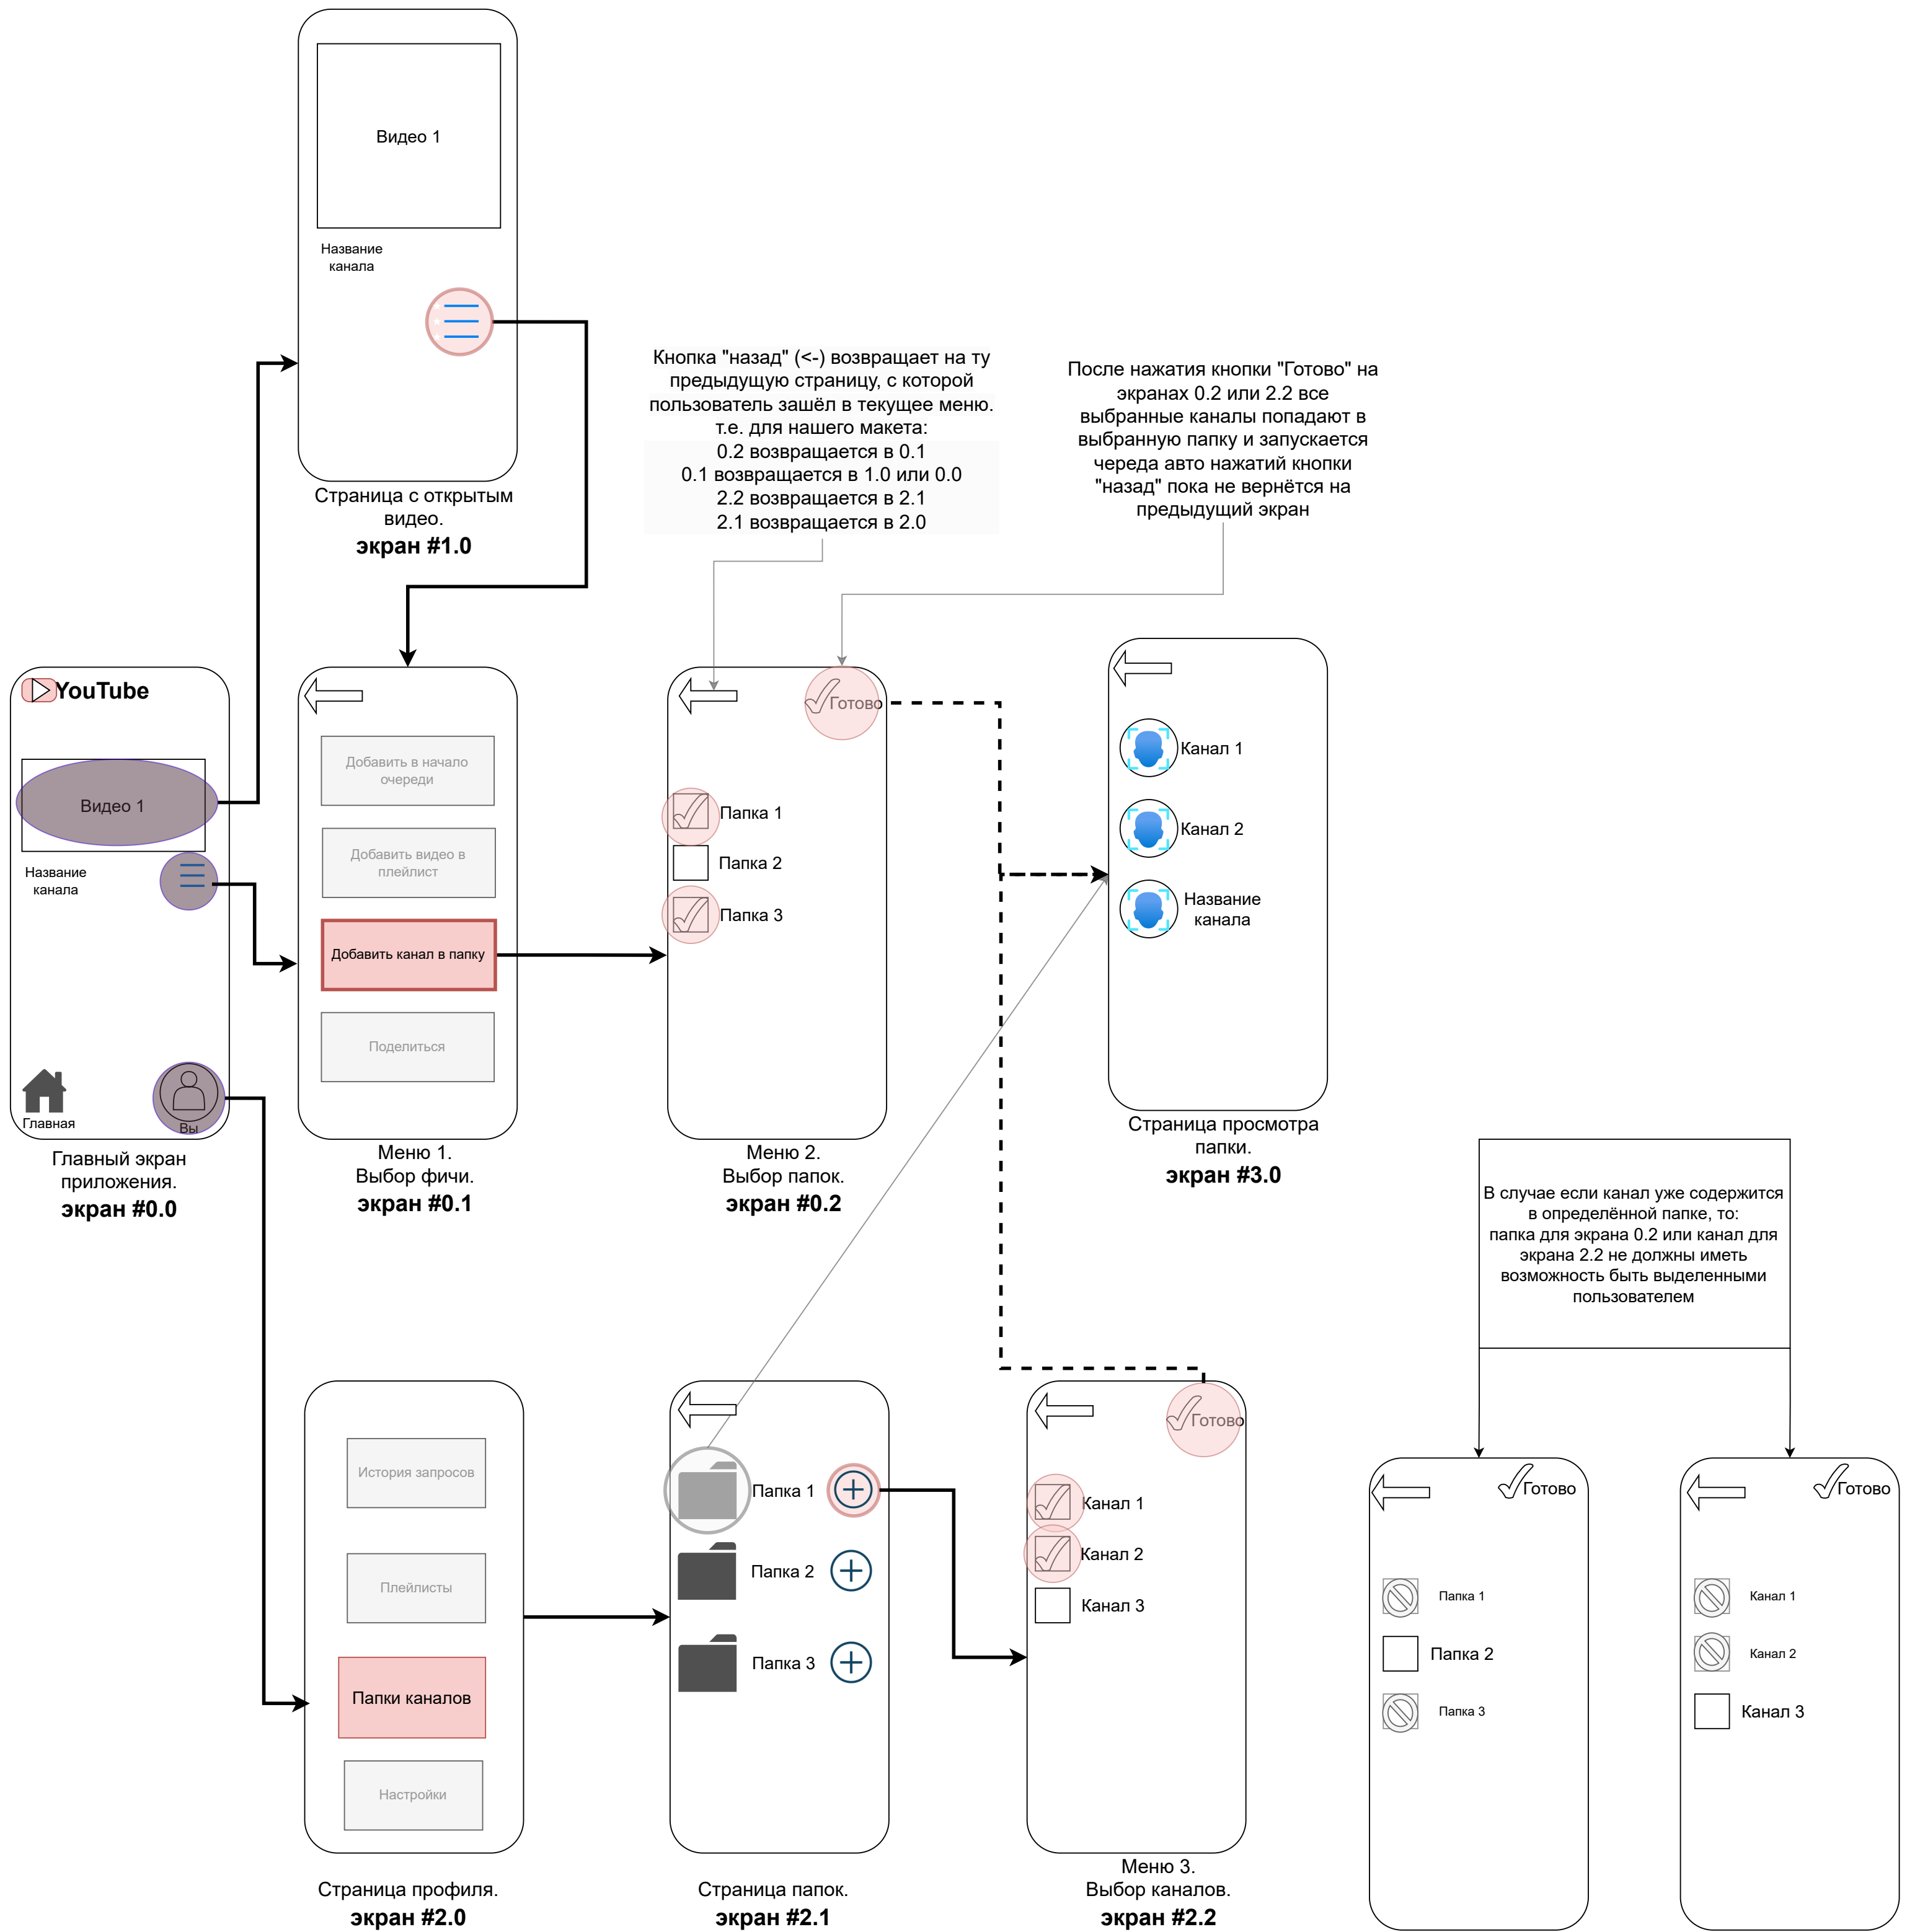 Видео 1
Название
канала
Страница с открытым
видео.
экран #1.0
Кнопка "назад" (<-) возвращает на ту
предыдущую страницу, с которой
пользователь зашёл в текущее меню.
т.е. для нашего макета:
0.2 возвращается в 0.1
0.1 возвращается в 1.0 или 0.0
2.2 возвращается в 2.1
2.1 возвращается в 2.0
После нажатия кнопки "Готово" на
экранах 0.2 или 2.2 все
выбранные каналы попадают в
выбранную папку и запускается
череда авто нажатий кнопки
"назад" пока не вернётся на
предыдущий экран
YouTube
Видео 1
Название
канала
Главная
Вы
Главный экран
приложения.
экран #0.0
Добавить в начало
очереди
Добавить видео в
плейлист
Добавить канал в папку
Поделиться
Меню 1.
Выбор фичи.
экран #0.1
Готово
Папка 1
Папка 2
Папка 3
Меню 2.
Выбор папок.
экран #0.2
Канал 1
Канал 2
Название
канала
Страница просмотра
папки.
экран #3.0
В случае если канал уже содержится
в определённой папке, то:
папка для экрана 0.2 или канал для
экрана 2.2 не должны иметь
возможность быть выделенными
пользователем
История запросов
Плейлисты
Папки каналов
Настройки
Страница профиля.
экран #2.0
Папка 1
Папка 2
Папка 3
Страница папок.
экран #2.1
Готово
Канал 1
Канал 2
Канал 3
Меню 3.
Выбор каналов.
экран #2.2
Готово
Папка 1
Папка 2
Папка 3
Готово
Канал 1
Канал 2
Канал 3